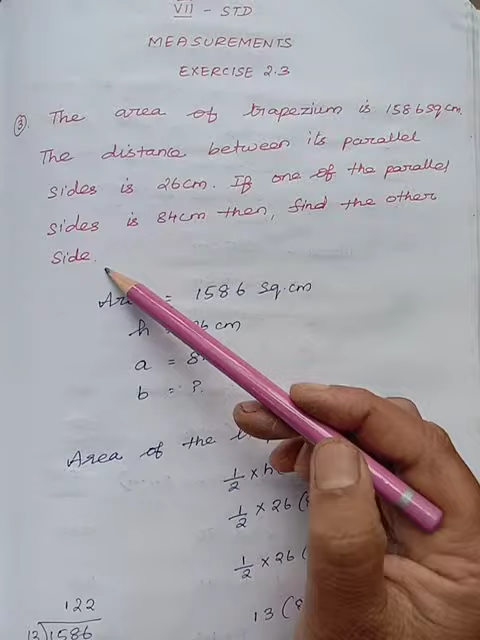 VII - STD
MEASUREMENTS
EXERCISE 2.3
③. The area of trapezium is 1586 sq.cm.
The distance between its parallel
sides is 26cm. If one of the parallel
sides is 84cm then, find the other
side.
= 1586 sq.cm
h cm
a = 8
b = ?
Area of the
1/2 × h
1/2 × 26 (
1/2 × 26 (
13 (8
122
13)1586